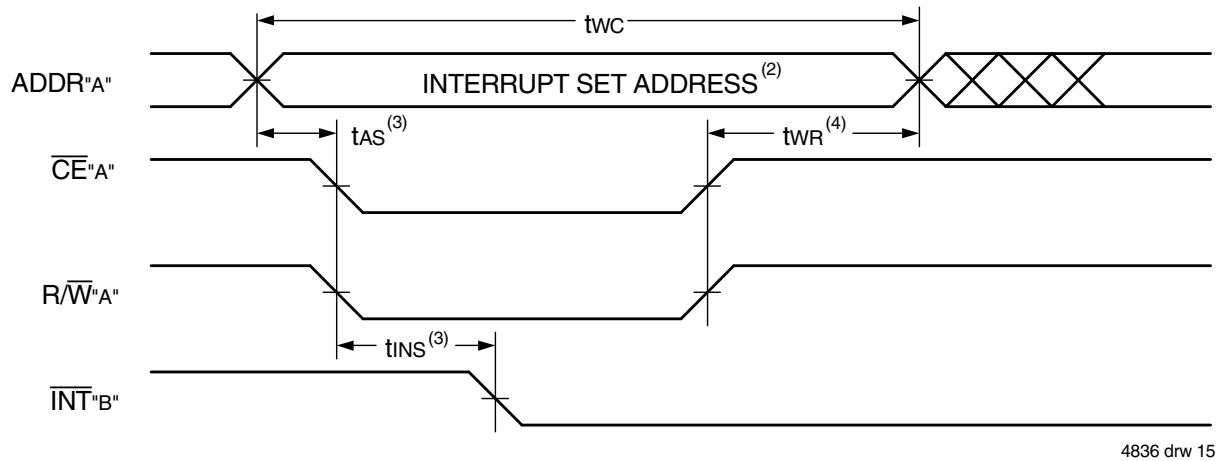 tWC
ADDR"A"
INTERRUPT SET ADDRESS(2)
tAS(3)
tWR(4)
CE"A"
R/W"A"
tINS(3)
INT"B"
4836 drw 15